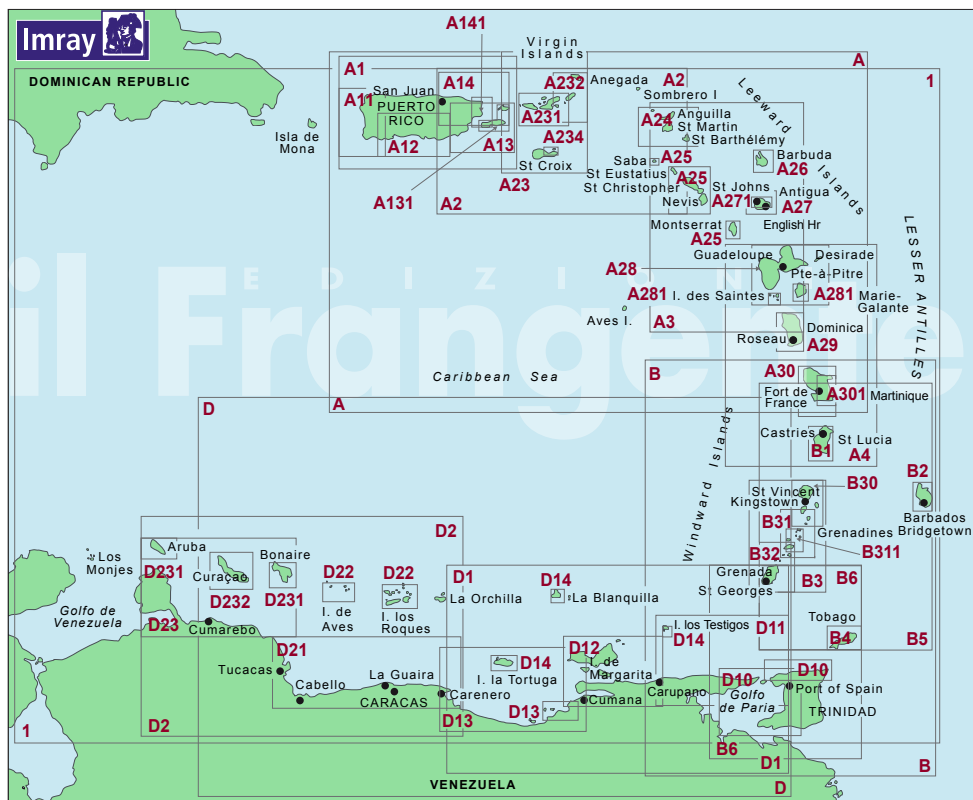 Imray
DOMINICAN REPUBLIC
Isla de
Mona
A141
A1
A11
A14
San Juan
PUERTO
RICO
A12
A13
A131
Virgin
Islands
A232
Anegada
A231
A234
St Croix
A23
A2
A2
A
1
Sombrero I
Leeward
Islands
A24
Anguilla
St Martin
St Barthélémy
Saba
A25
St Eustatius
A25
St Christopher
Nevis
Barbuda
A26
St Johns
Antigua
A271
A27
English Hr
Montserrat
A25
LESSER ANTILLES
il Frangente
EDIZIONI
Guadeloupe
Desirade
A28
Pte-à-Pitre
A281
I. des Saintes
A281
Marie-
Galante
Aves I.
A3
Dominica
Roseau
A29
Caribbean Sea
A
B
A30
Fort de
France
A301
Martinique
Castries
St Lucia
B1
A4
Windward Islands
B2
Barbados
Bridgetown
St Vincent
B30
Kingstown
B31
Grenadines
B32
B311
Grenada
St Georges
B3
B6
Tobago
B4
B5
D
D2
Los
Monjes
Aruba
D231
Bonaire
Curaçao
D232
D231
D22
I. de
Aves
D22
I. los
Roques
D1
La Orchilla
D14
La Blanquilla
Golfo de
Venezuela
D23
Cumarebo
D21
Tucacas
Cabello
La Guaira
CARACAS
Carenero
D13
D14
I. la Tortuga
D12
I. de
Margarita
D13
Cumana
I. los Testigos
D14
D11
Carupano
D10
D10
Golfo
de Paria
Port of Spain
TRINIDAD
1
D2
B6
D1
B
VENEZUELA
D